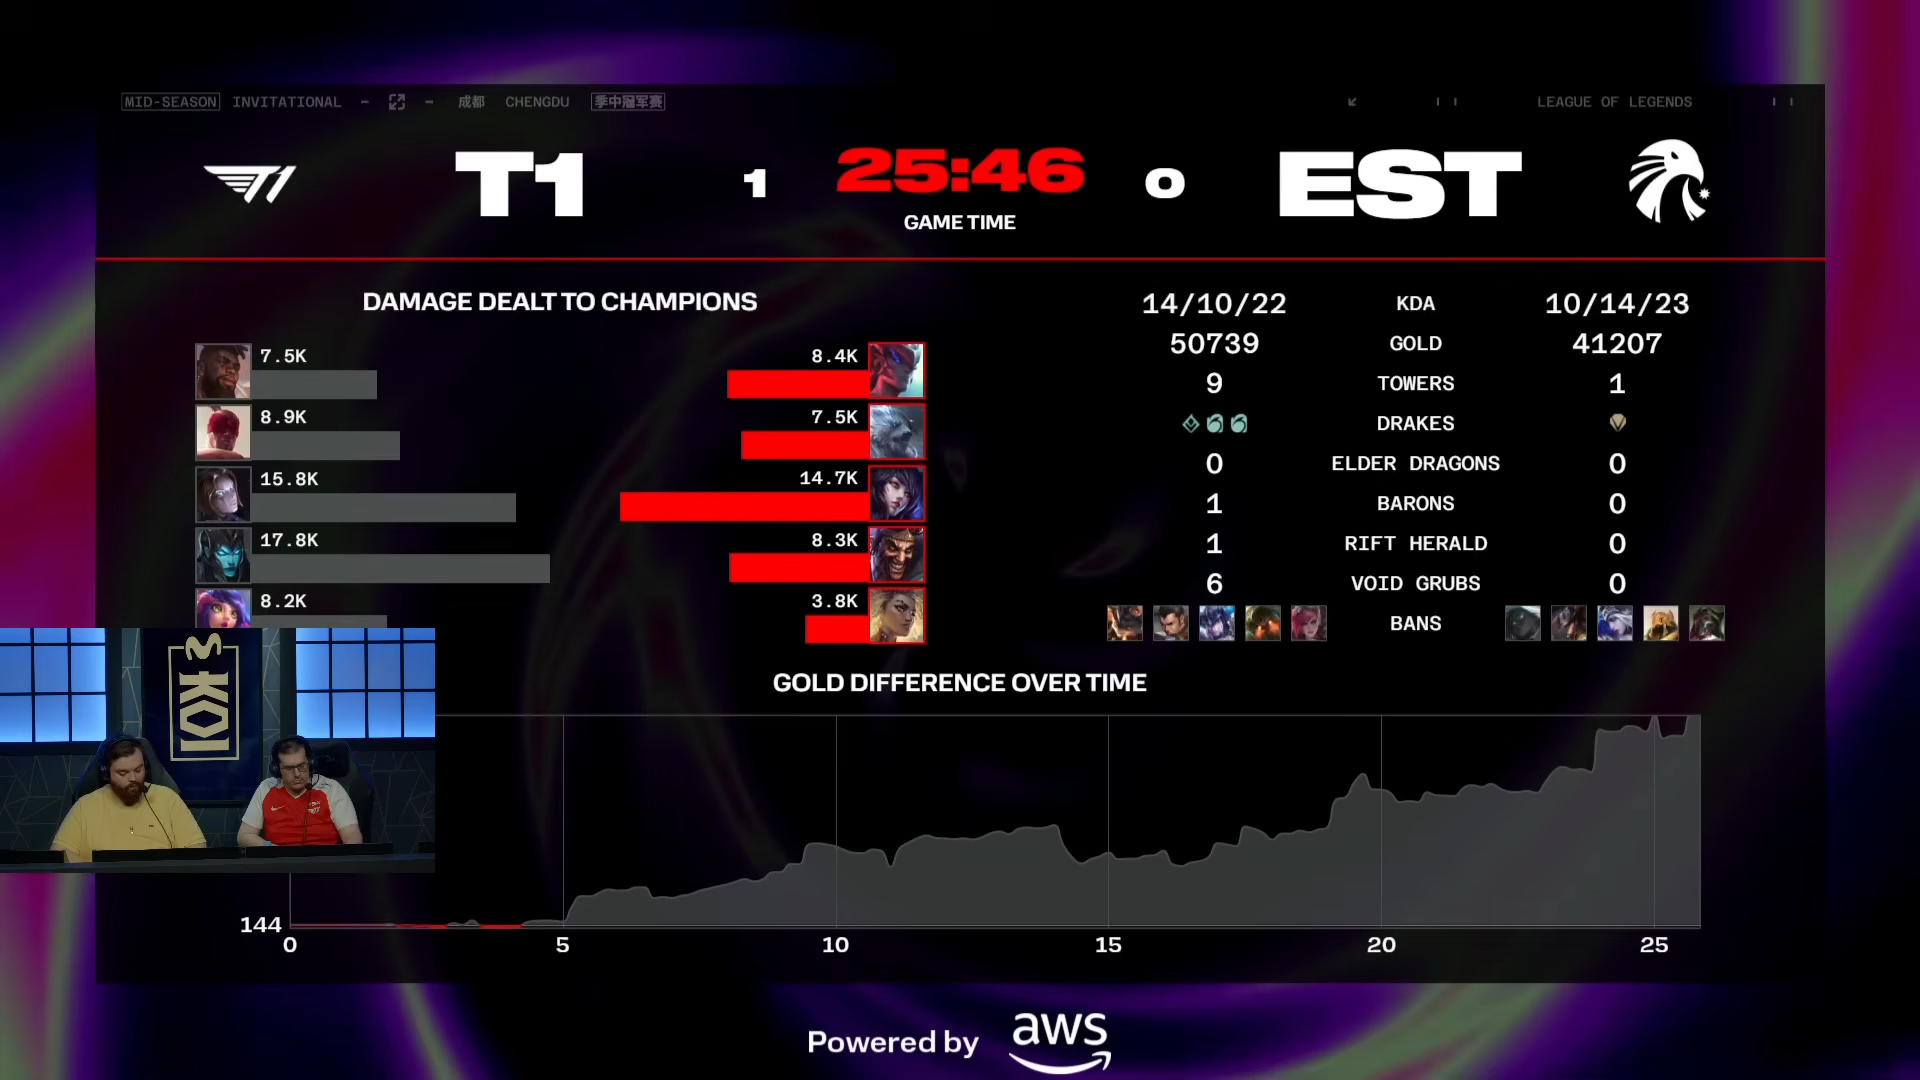 MID-SEASON INVITATIONAL - - 成都 CHENGDU 季中冠军赛 LEAGUE OF LEGENDS
T1 T1 1 25:46 0 EST
GAME TIME
DAMAGE DEALT TO CHAMPIONS
7.5K 8.4K
8.9K 7.5K
15.8K 14.7K
17.8K 8.3K
8.2K 3.8K
14/10/22 KDA 10/14/23
50739 GOLD 41207
9 TOWERS 1
DRAKES
0 ELDER DRAGONS 0
1 BARONS 0
1 RIFT HERALD 0
6 VOID GRUBS 0
BANS
KOI
GOLD DIFFERENCE OVER TIME
144
0 5 10 15 20 25
Powered by aws